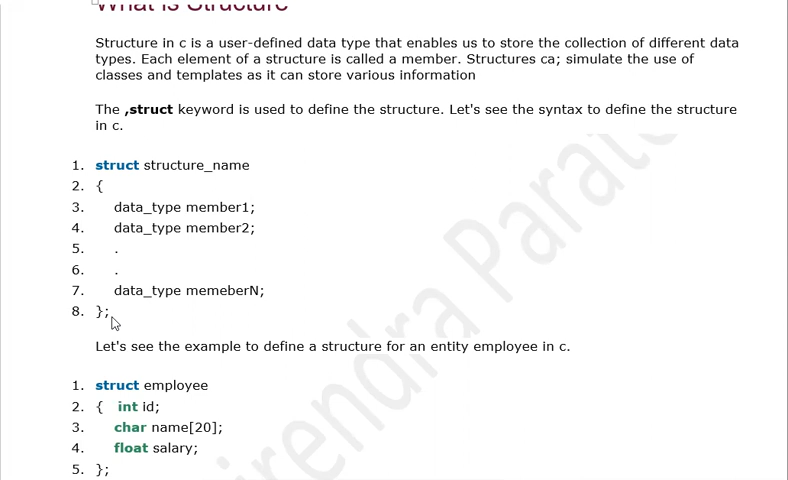 What is Structure
Structure in c is a user-defined data type that enables us to store the collection of different data
types. Each element of a structure is called a member. Structures ca; simulate the use of
classes and templates as it can store various information
The ,struct keyword is used to define the structure. Let's see the syntax to define the structure
in c.
1. struct structure_name
2. {
3. data_type member1;
4. data_type member2;
5. .
6. .
7. data_type memeberN;
8. };
Let's see the example to define a structure for an entity employee in c.
1. struct employee
2. { int id;
3. char name[20];
4. float salary;
5. };